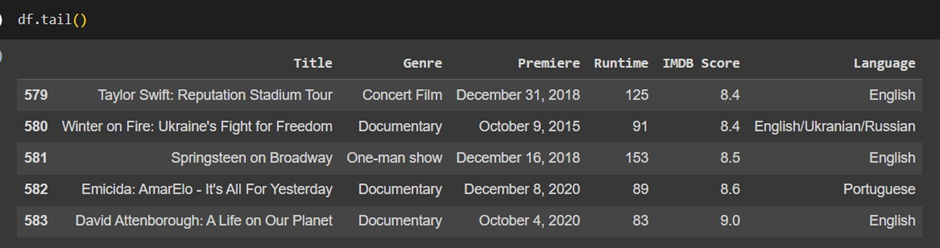 df.tail()
Title Genre Premiere Runtime IMDB Score Language
579 Taylor Swift: Reputation Stadium Tour Concert Film December 31, 2018 125 8.4 English
580 Winter on Fire: Ukraine's Fight for Freedom Documentary October 9, 2015 91 8.4 English/Ukranian/Russian
581 Springsteen on Broadway One-man show December 16, 2018 153 8.5 English
582 Emicida: AmarElo - It's All For Yesterday Documentary December 8, 2020 89 8.6 Portuguese
583 David Attenborough: A Life on Our Planet Documentary October 4, 2020 83 9.0 English